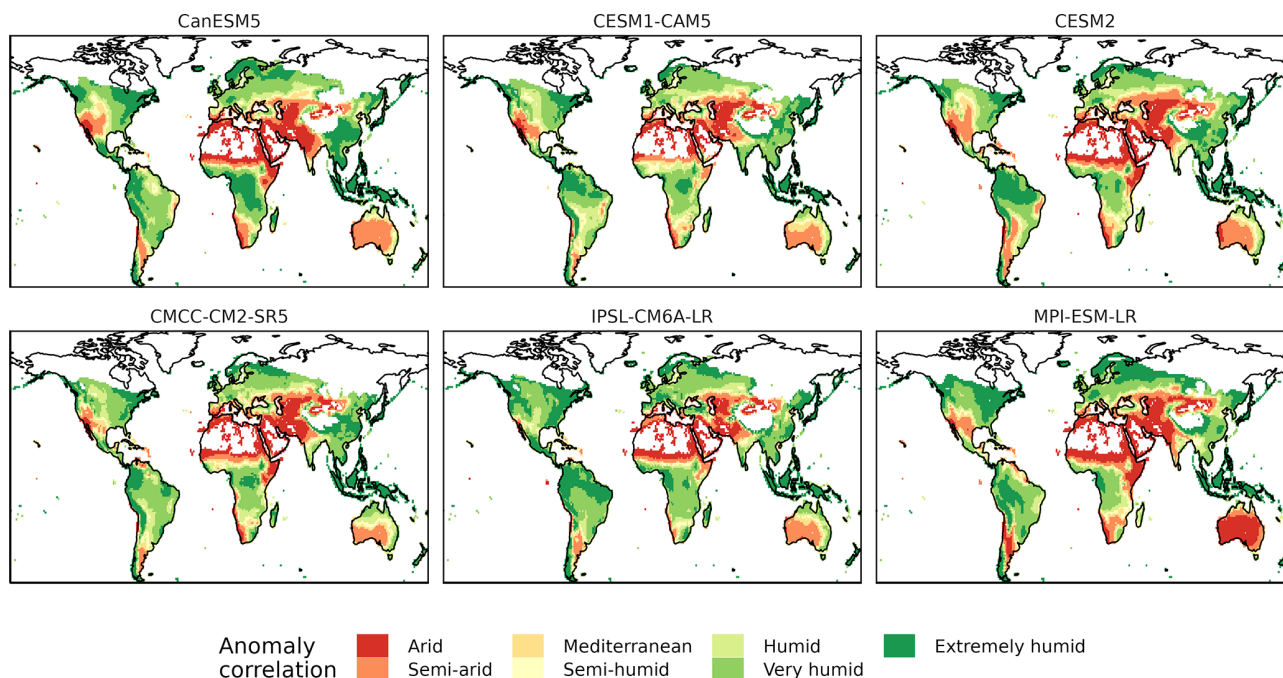 CanESM5
CESM1-CAM5
CESM2
CMCC-CM2-SR5
IPSL-CM6A-LR
MPI-ESM-LR
Anomaly
correlation
Arid
Semi-arid
Mediterranean
Semi-humid
Humid
Very humid
Extremely humid